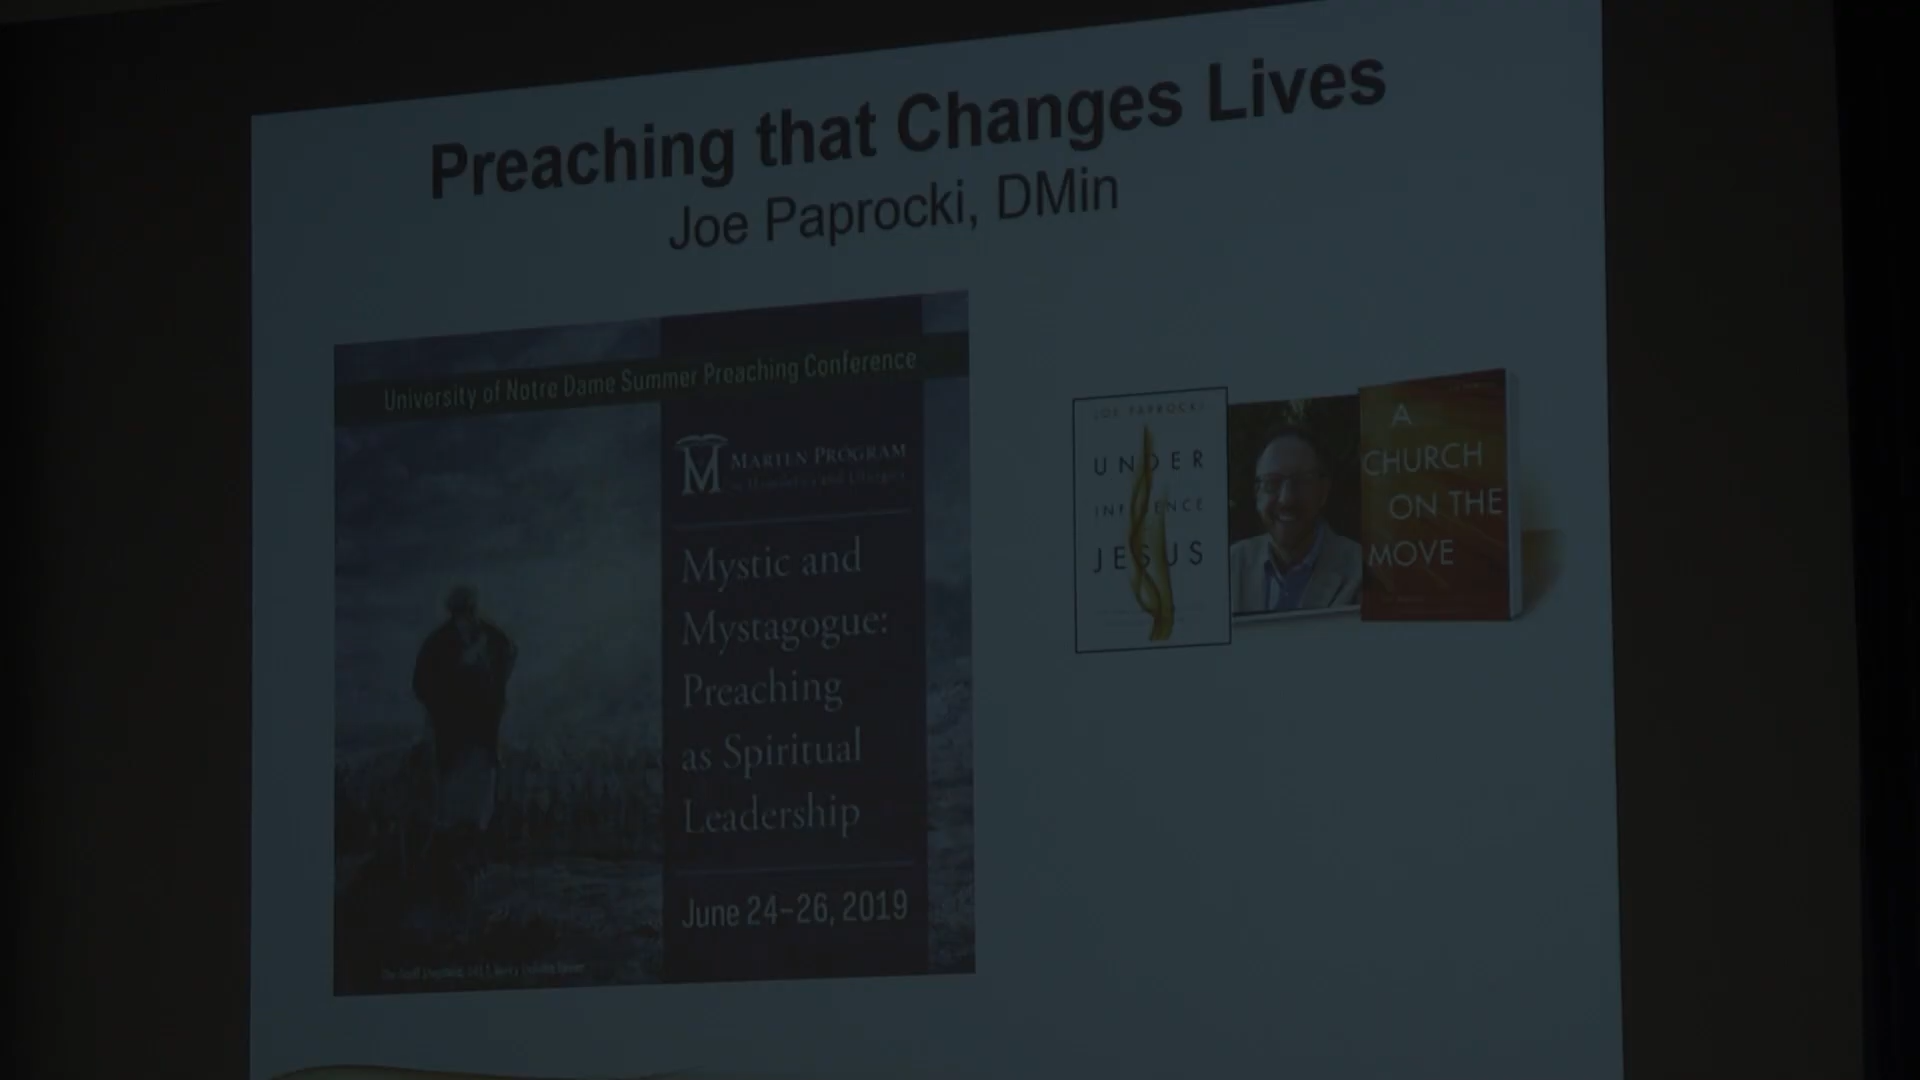 Preaching that Changes Lives
Joe Paprocki, DMin
University of Notre Dame Summer Preaching Conference
MARTEN PROGRAM
Mystic and
Mystagogue:
Preaching
as Spiritual
Leadership
June 24–26, 2019
JOE PAPROCKI
UNDER
INFLUENCE
JESUS
A
CHURCH
ON THE
MOVE